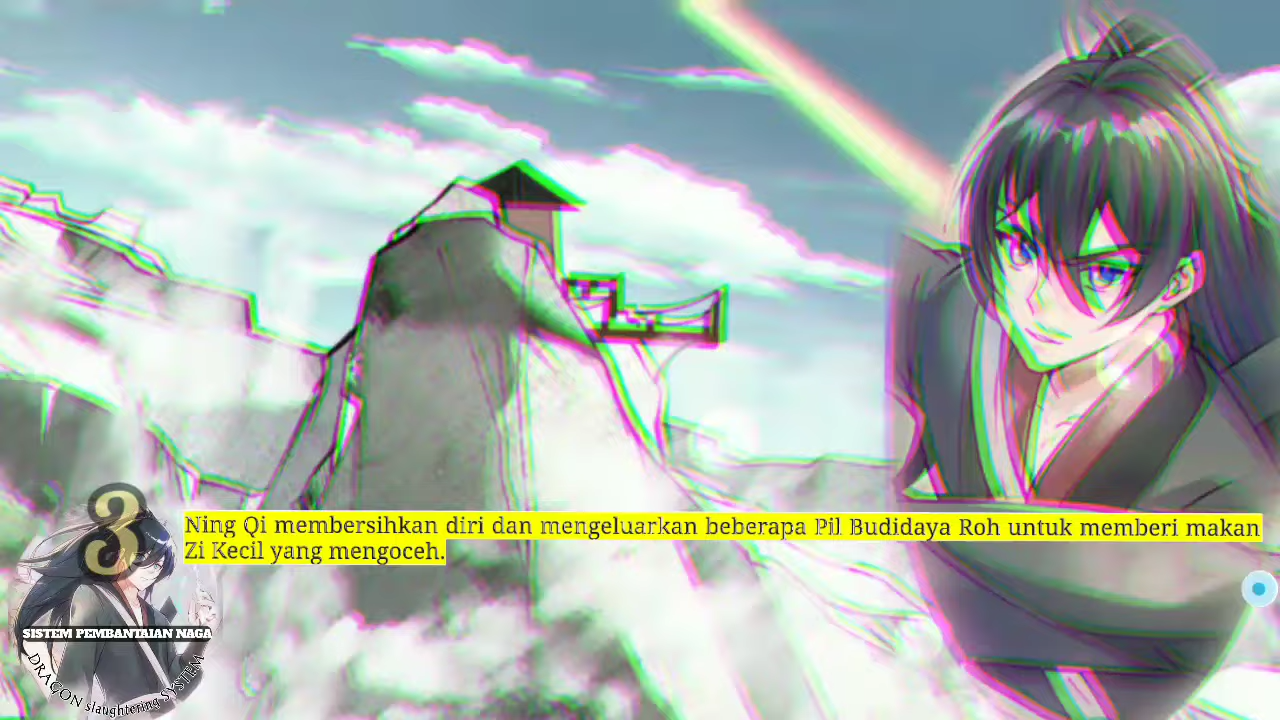 Ning Qi membersihkan diri dan mengeluarkan beberapa Pil Budidaya Roh untuk memberi makan
Zi Kecil yang mengoceh.
3
SISTEM PEMBANTAIAN NAGA
DRAGON slaughtering SYSTEM